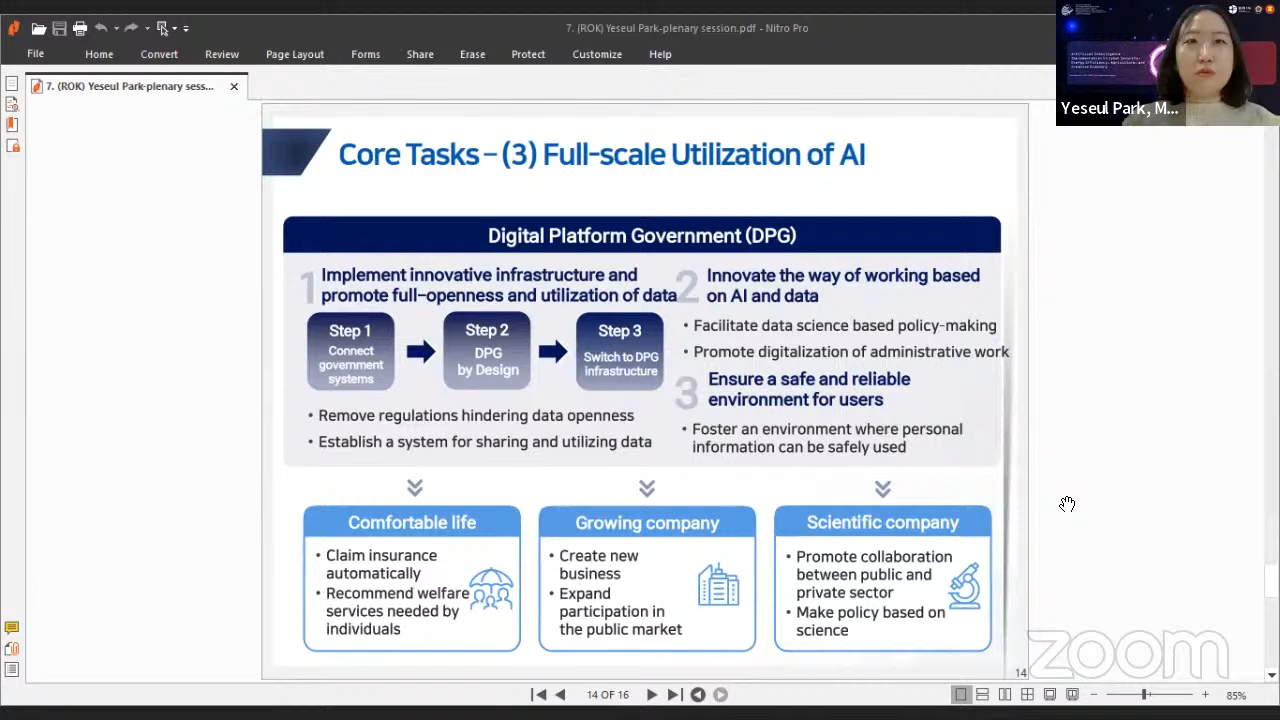 7. (ROK) Yeseul Park-plenary session.pdf - Nitro Pro
File Home Convert Review Page Layout Forms Share Erase Protect Customize Help
7. (ROK) Yeseul Park-plenary sess...
Yeseul Park, M...
Core Tasks – (3) Full-scale Utilization of AI
Digital Platform Government (DPG)
1 Implement innovative infrastructure and
promote full-openness and utilization of data
Step 1
Connect
government
systems
Step 2
DPG
by Design
Step 3
Switch to DPG
infrastructure
• Remove regulations hindering data openness
• Establish a system for sharing and utilizing data
2 Innovate the way of working based
on AI and data
• Facilitate data science based policy-making
• Promote digitalization of administrative work
3 Ensure a safe and reliable
environment for users
• Foster an environment where personal
information can be safely used
Comfortable life
• Claim insurance
automatically
• Recommend welfare
services needed by
individuals
Growing company
• Create new
business
• Expand
participation in
the public market
Scientific company
• Promote collaboration
between public and
private sector
• Make policy based on
science
14
zoom
14 OF 16
85%